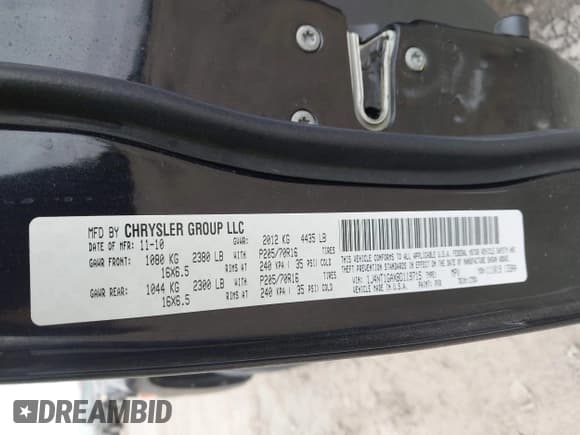 MFD BY CHRYSLER GROUP LLC
DATE OF MFR: 11-10 GVWR: 2012 KG 4435 LB
GAWR FRONT: 1080 KG 2380 LB P205/70R16 TIRES
16X6.5 RIMS AT 240 KPA( 35 PSI) COLD
GAWR REAR: 1044 KG 2300 LB P205/70R16 TIRES
16X6.5 RIMS AT 240 KPA( 35 PSI) COLD
THIS VEHICLE CONFORMS TO ALL APPLICABLE U.S.A. FEDERAL MOTOR VEHICLE SAFETY AND
THEFT PREVENTION STANDARDS IN EFFECT ON THE DATE OF MANUFACTURE SHOWN ABOVE.
VIN: TYPE: MPV
VEHICLE MADE IN U.S.A. PAINT:
DREAMBID